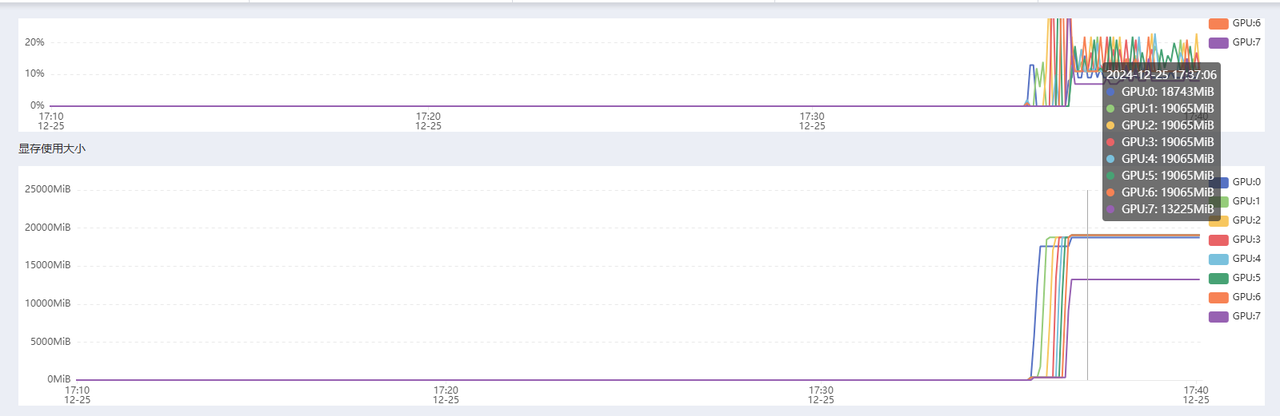 GPU:6
20%
GPU:7
10%
0%
17:10
12-25
17:20
12-25
17:30
12-25
17:40
2024-12-25 17:37:06
GPU:0: 18743MiB
GPU:1: 19065MiB
GPU:2: 19065MiB
GPU:3: 19065MiB
GPU:4: 19065MiB
GPU:5: 19065MiB
GPU:6: 19065MiB
GPU:7: 13225MiB
显存使用大小
25000MiB
20000MiB
15000MiB
10000MiB
5000MiB
0MiB
GPU:0
GPU:1
GPU:2
GPU:3
GPU:4
GPU:5
GPU:6
GPU:7
17:10
12-25
17:20
12-25
17:30
12-25
17:40
12-25